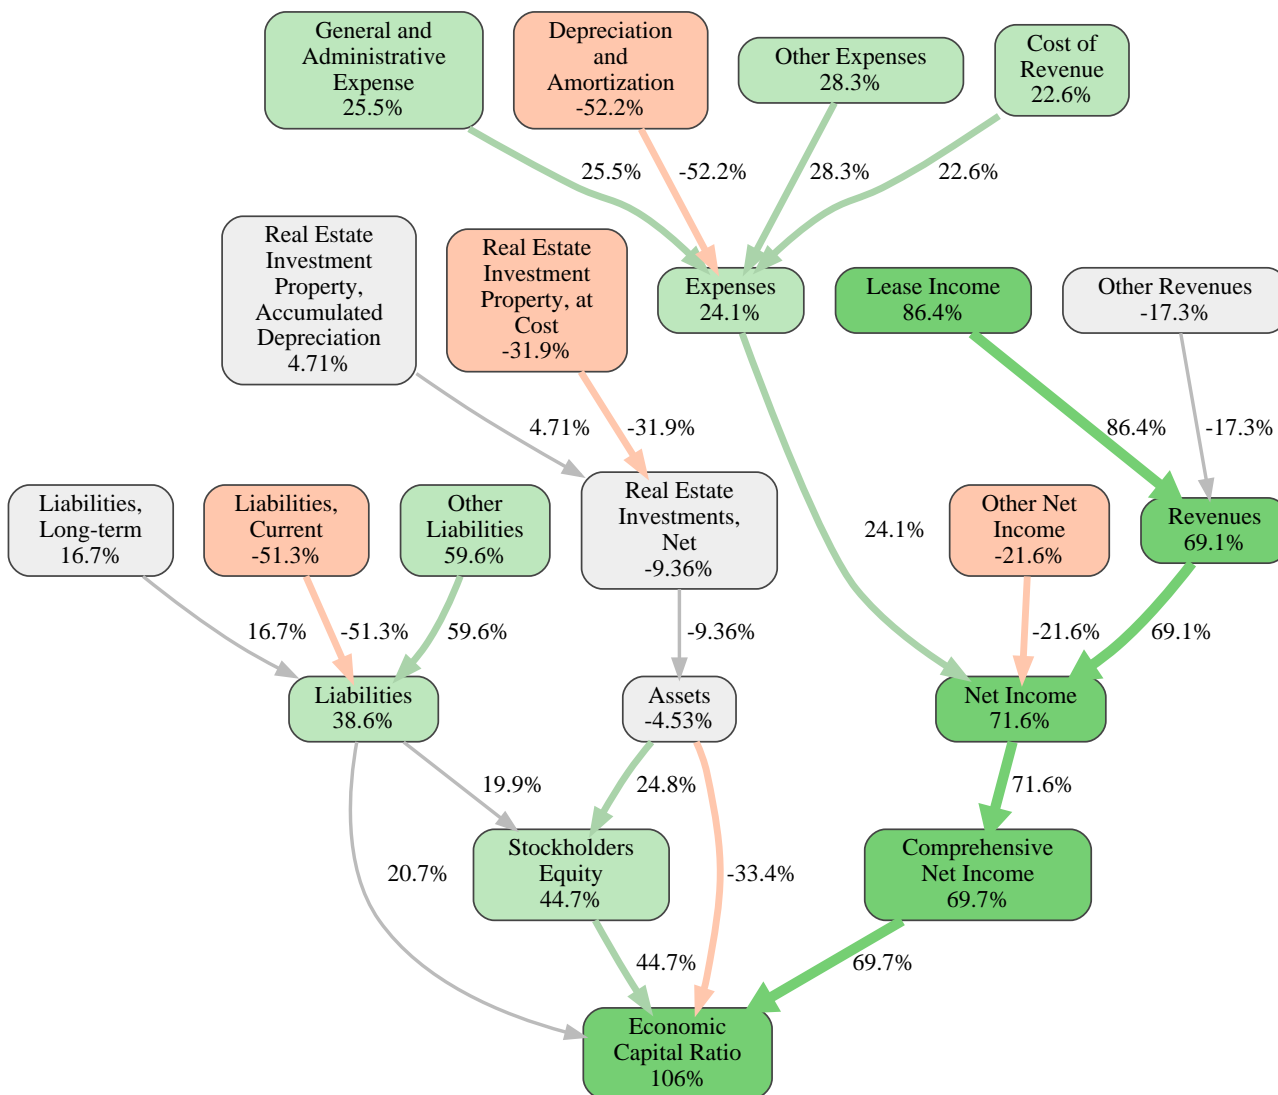 General and
Administrative
Expense
25.5%
Depreciation
and
Amortization
-52.2%
Other Expenses
28.3%
Cost of
Revenue
22.6%
25.5%
-52.2%
28.3%
22.6%
Real Estate
Investment
Property,
Accumulated
Depreciation
4.71%
Real Estate
Investment
Property, at
Cost
-31.9%
Expenses
24.1%
Lease Income
86.4%
Other Revenues
-17.3%
4.71%
-31.9%
86.4%
-17.3%
Liabilities,
Long-term
16.7%
Liabilities,
Current
-51.3%
Other
Liabilities
59.6%
Real Estate
Investments,
Net
-9.36%
24.1%
Other Net
Income
-21.6%
Revenues
69.1%
16.7%
-51.3%
59.6%
-9.36%
-21.6%
69.1%
Liabilities
38.6%
Assets
-4.53%
Net Income
71.6%
19.9%
24.8%
71.6%
20.7%
Stockholders
Equity
44.7%
-33.4%
Comprehensive
Net Income
69.7%
44.7%
69.7%
Economic
Capital Ratio
106%